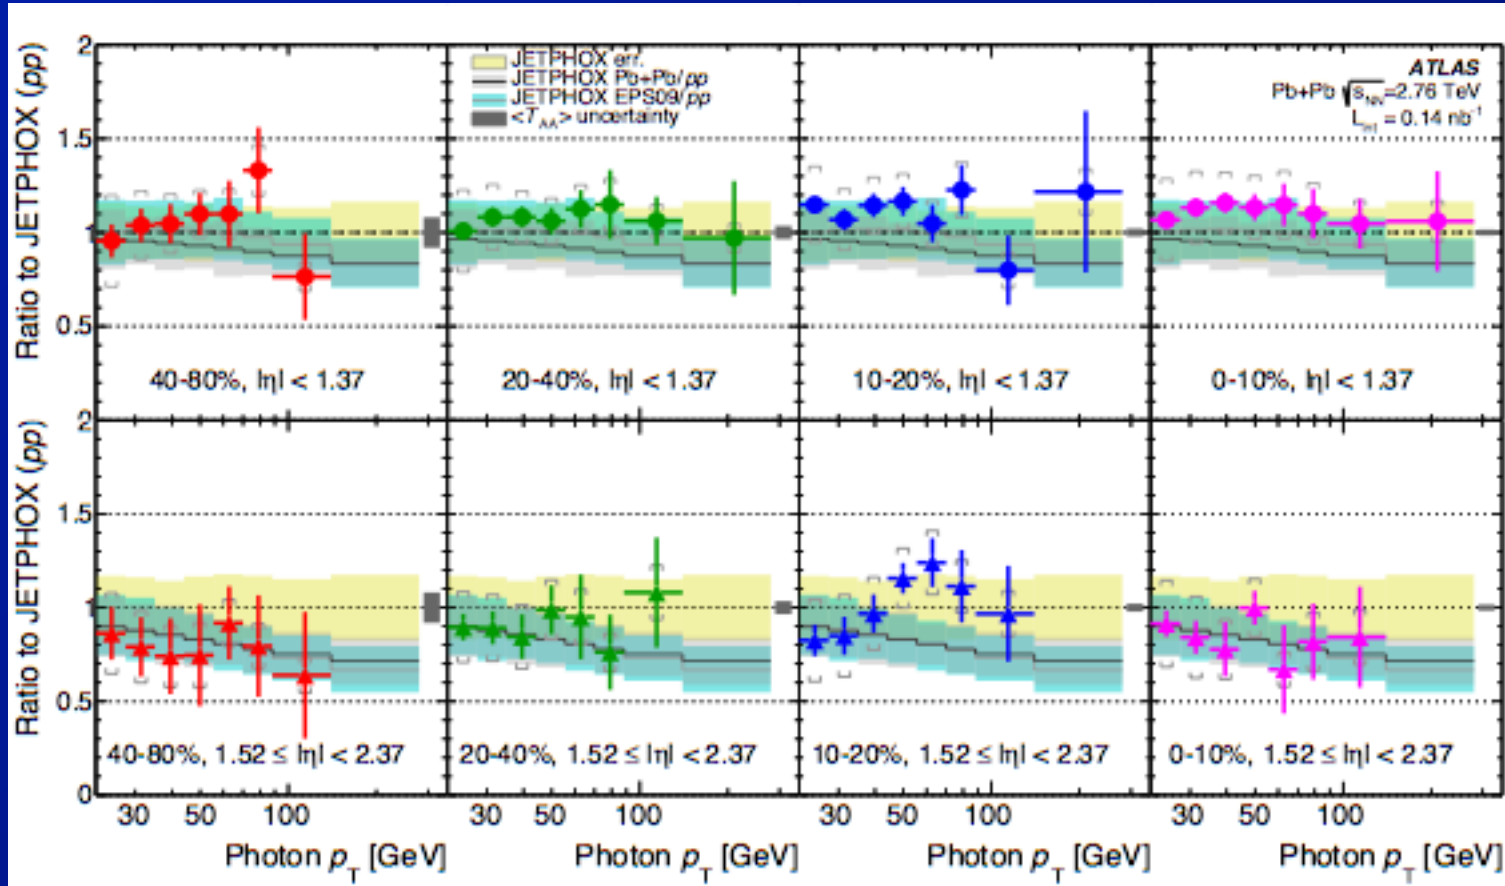 Ratio to JETPHOX (pp)
2
1.5
1
0.5
JETPHOX err.
JETPHOX Pb+Pb/pp
JETPHOX EPS09/pp
<T_AA> uncertainty
ATLAS
Pb+Pb √s_NN=2.76 TeV
L_int = 0.14 nb⁻¹
40-80%, |η| < 1.37
20-40%, |η| < 1.37
10-20%, |η| < 1.37
0-10%, |η| < 1.37
Ratio to JETPHOX (pp)
2
1.5
1
0.5
0
40-80%, 1.52 ≤ |η| < 2.37
20-40%, 1.52 ≤ |η| < 2.37
10-20%, 1.52 ≤ |η| < 2.37
0-10%, 1.52 ≤ |η| < 2.37
30 50 100
30 50 100
30 50 100
30 50 100
Photon p_T [GeV]
Photon p_T [GeV]
Photon p_T [GeV]
Photon p_T [GeV]